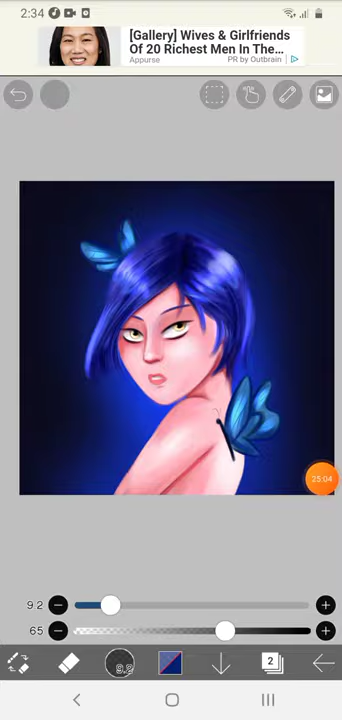 2:34
[Gallery] Wives & Girlfriends
Of 20 Richest Men In The...
Appurse
PR by Outbrain
25:04
9.2
65
9.2
2